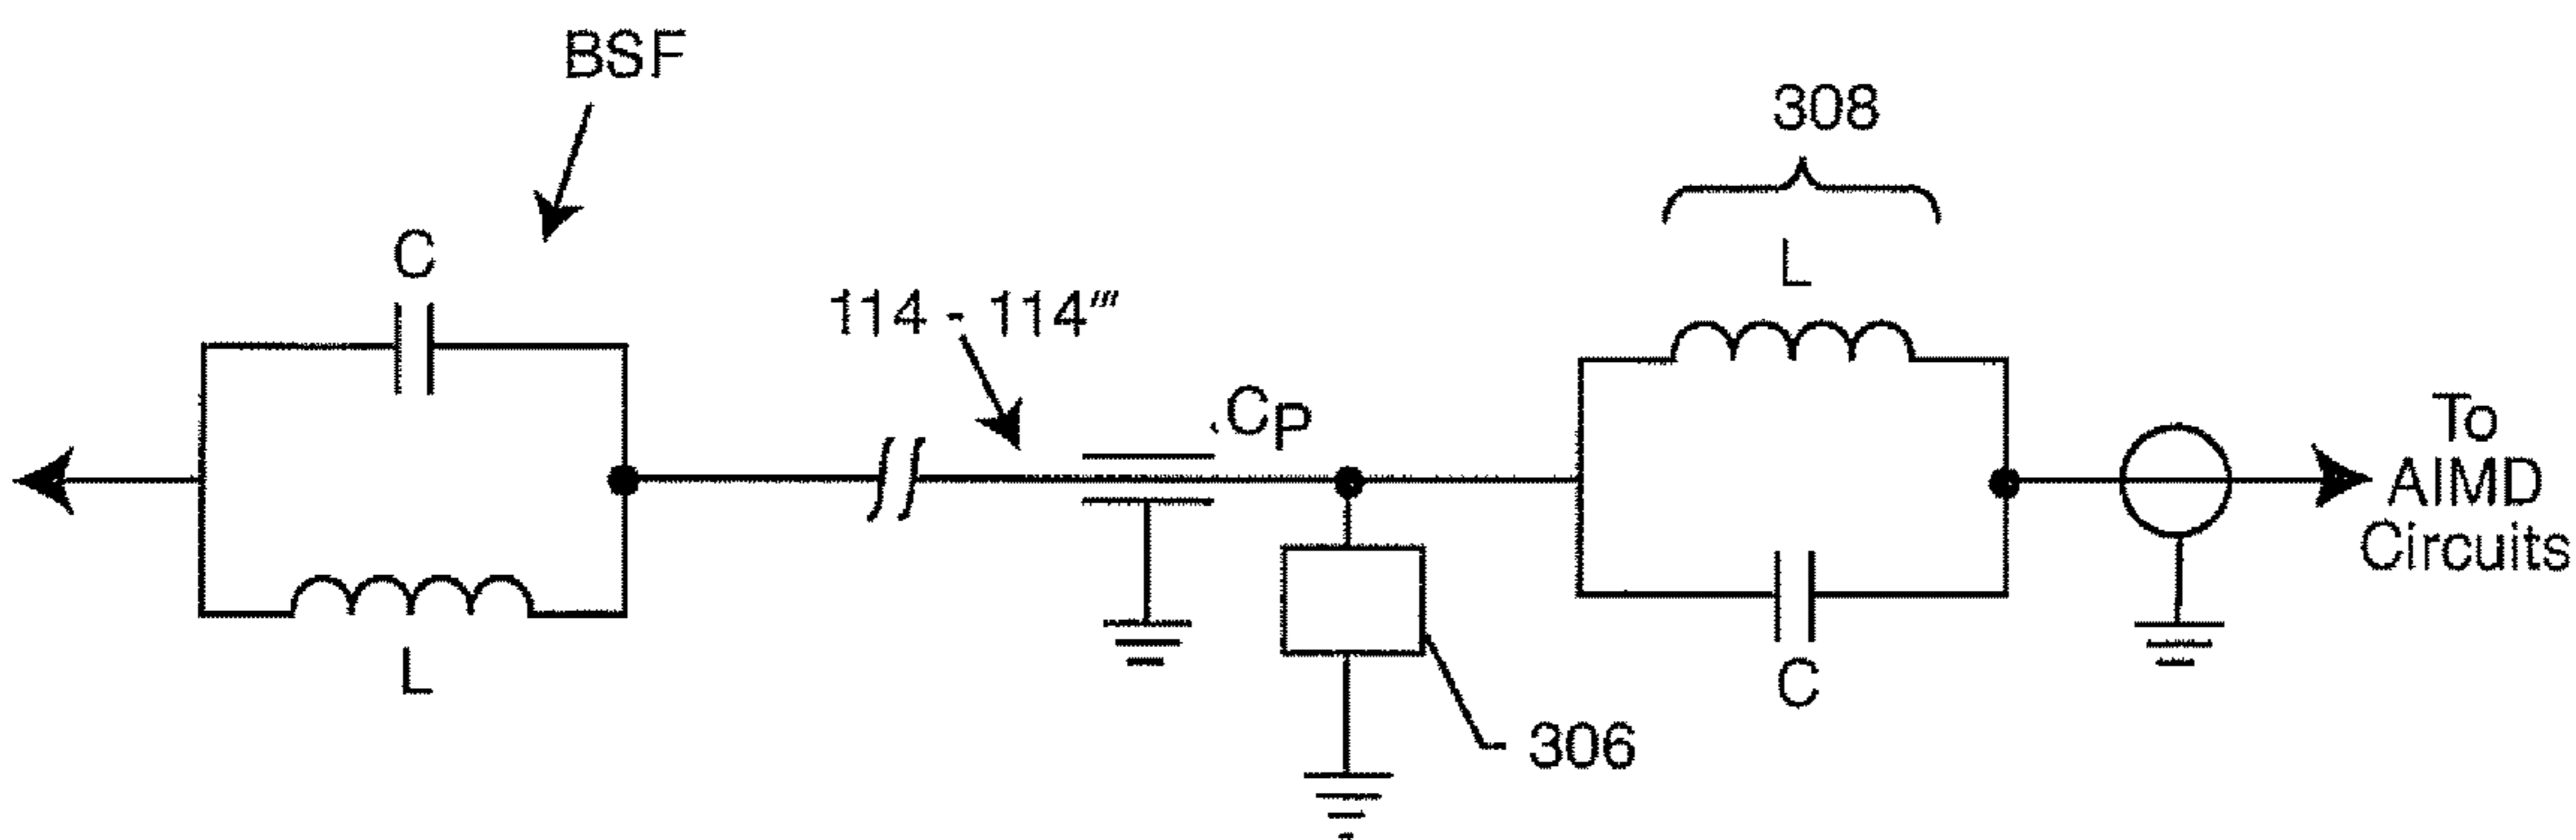 BSF
308
C
L
114 - 114‴
CP
To
AIMD
Circuits
L
C
306